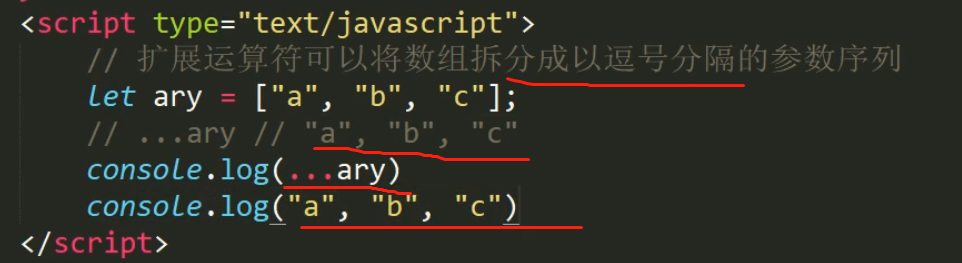 <script type="text/javascript">
// 扩展运算符可以将数组拆分成以逗号分隔的参数序列
let ary = ["a", "b", "c"];
// ...ary // "a", "b", "c"
console.log(...ary)
console.log("a", "b", "c")
</script>